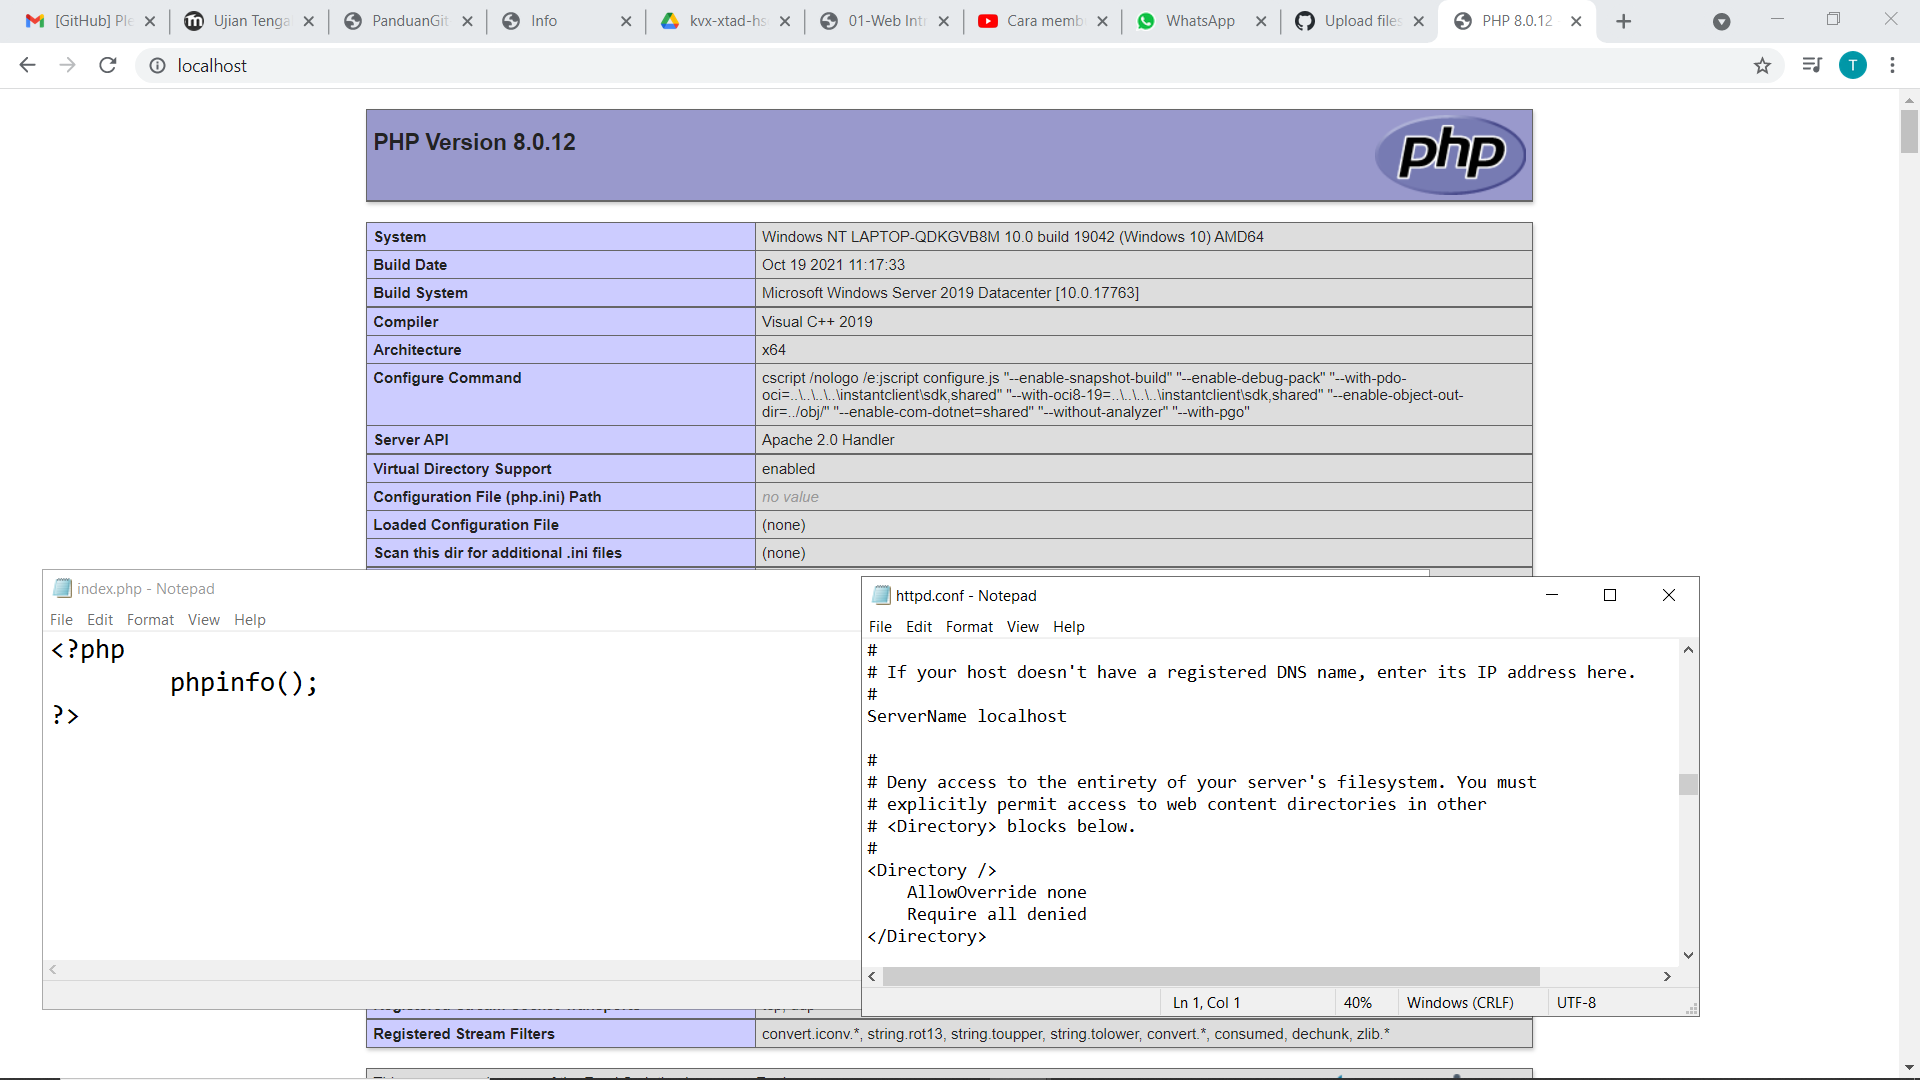 [GitHub] Ple
Ujian Tenga
PanduanGit
Info
kvx-xtad-hs
01-Web Intr
Cara memb
WhatsApp
Upload files
PHP 8.0.12
localhost
T
PHP Version 8.0.12
php
System Windows NT LAPTOP-QDKGVB8M 10.0 build 19042 (Windows 10) AMD64
Build Date Oct 19 2021 11:17:33
Build System Microsoft Windows Server 2019 Datacenter [10.0.17763]
Compiler Visual C++ 2019
Architecture x64
Configure Command cscript /nologo /e:jscript configure.js "--enable-snapshot-build" "--enable-debug-pack" "--with-pdo-
oci=..\..\..\..\instantclient\sdk,shared" "--with-oci8-19=..\..\..\..\instantclient\sdk,shared" "--enable-object-out-
dir=../obj/" "--enable-com-dotnet=shared" "--without-analyzer" "--with-pgo"
Server API Apache 2.0 Handler
Virtual Directory Support enabled
Configuration File (php.ini) Path no value
Loaded Configuration File (none)
Scan this dir for additional .ini files (none)
index.php - Notepad
File Edit Format View Help
<?php
phpinfo();
?>
httpd.conf - Notepad
File Edit Format View Help
#
# If your host doesn't have a registered DNS name, enter its IP address here.
#
ServerName localhost
#
# Deny access to the entirety of your server's filesystem. You must
# explicitly permit access to web content directories in other
# <Directory> blocks below.
#
<Directory />
AllowOverride none
Require all denied
</Directory>
Ln 1, Col 1 40% Windows (CRLF) UTF-8
Registered Stream Filters convert.iconv.*, string.rot13, string.toupper, string.tolower, convert.*, consumed, dechunk, zlib.*